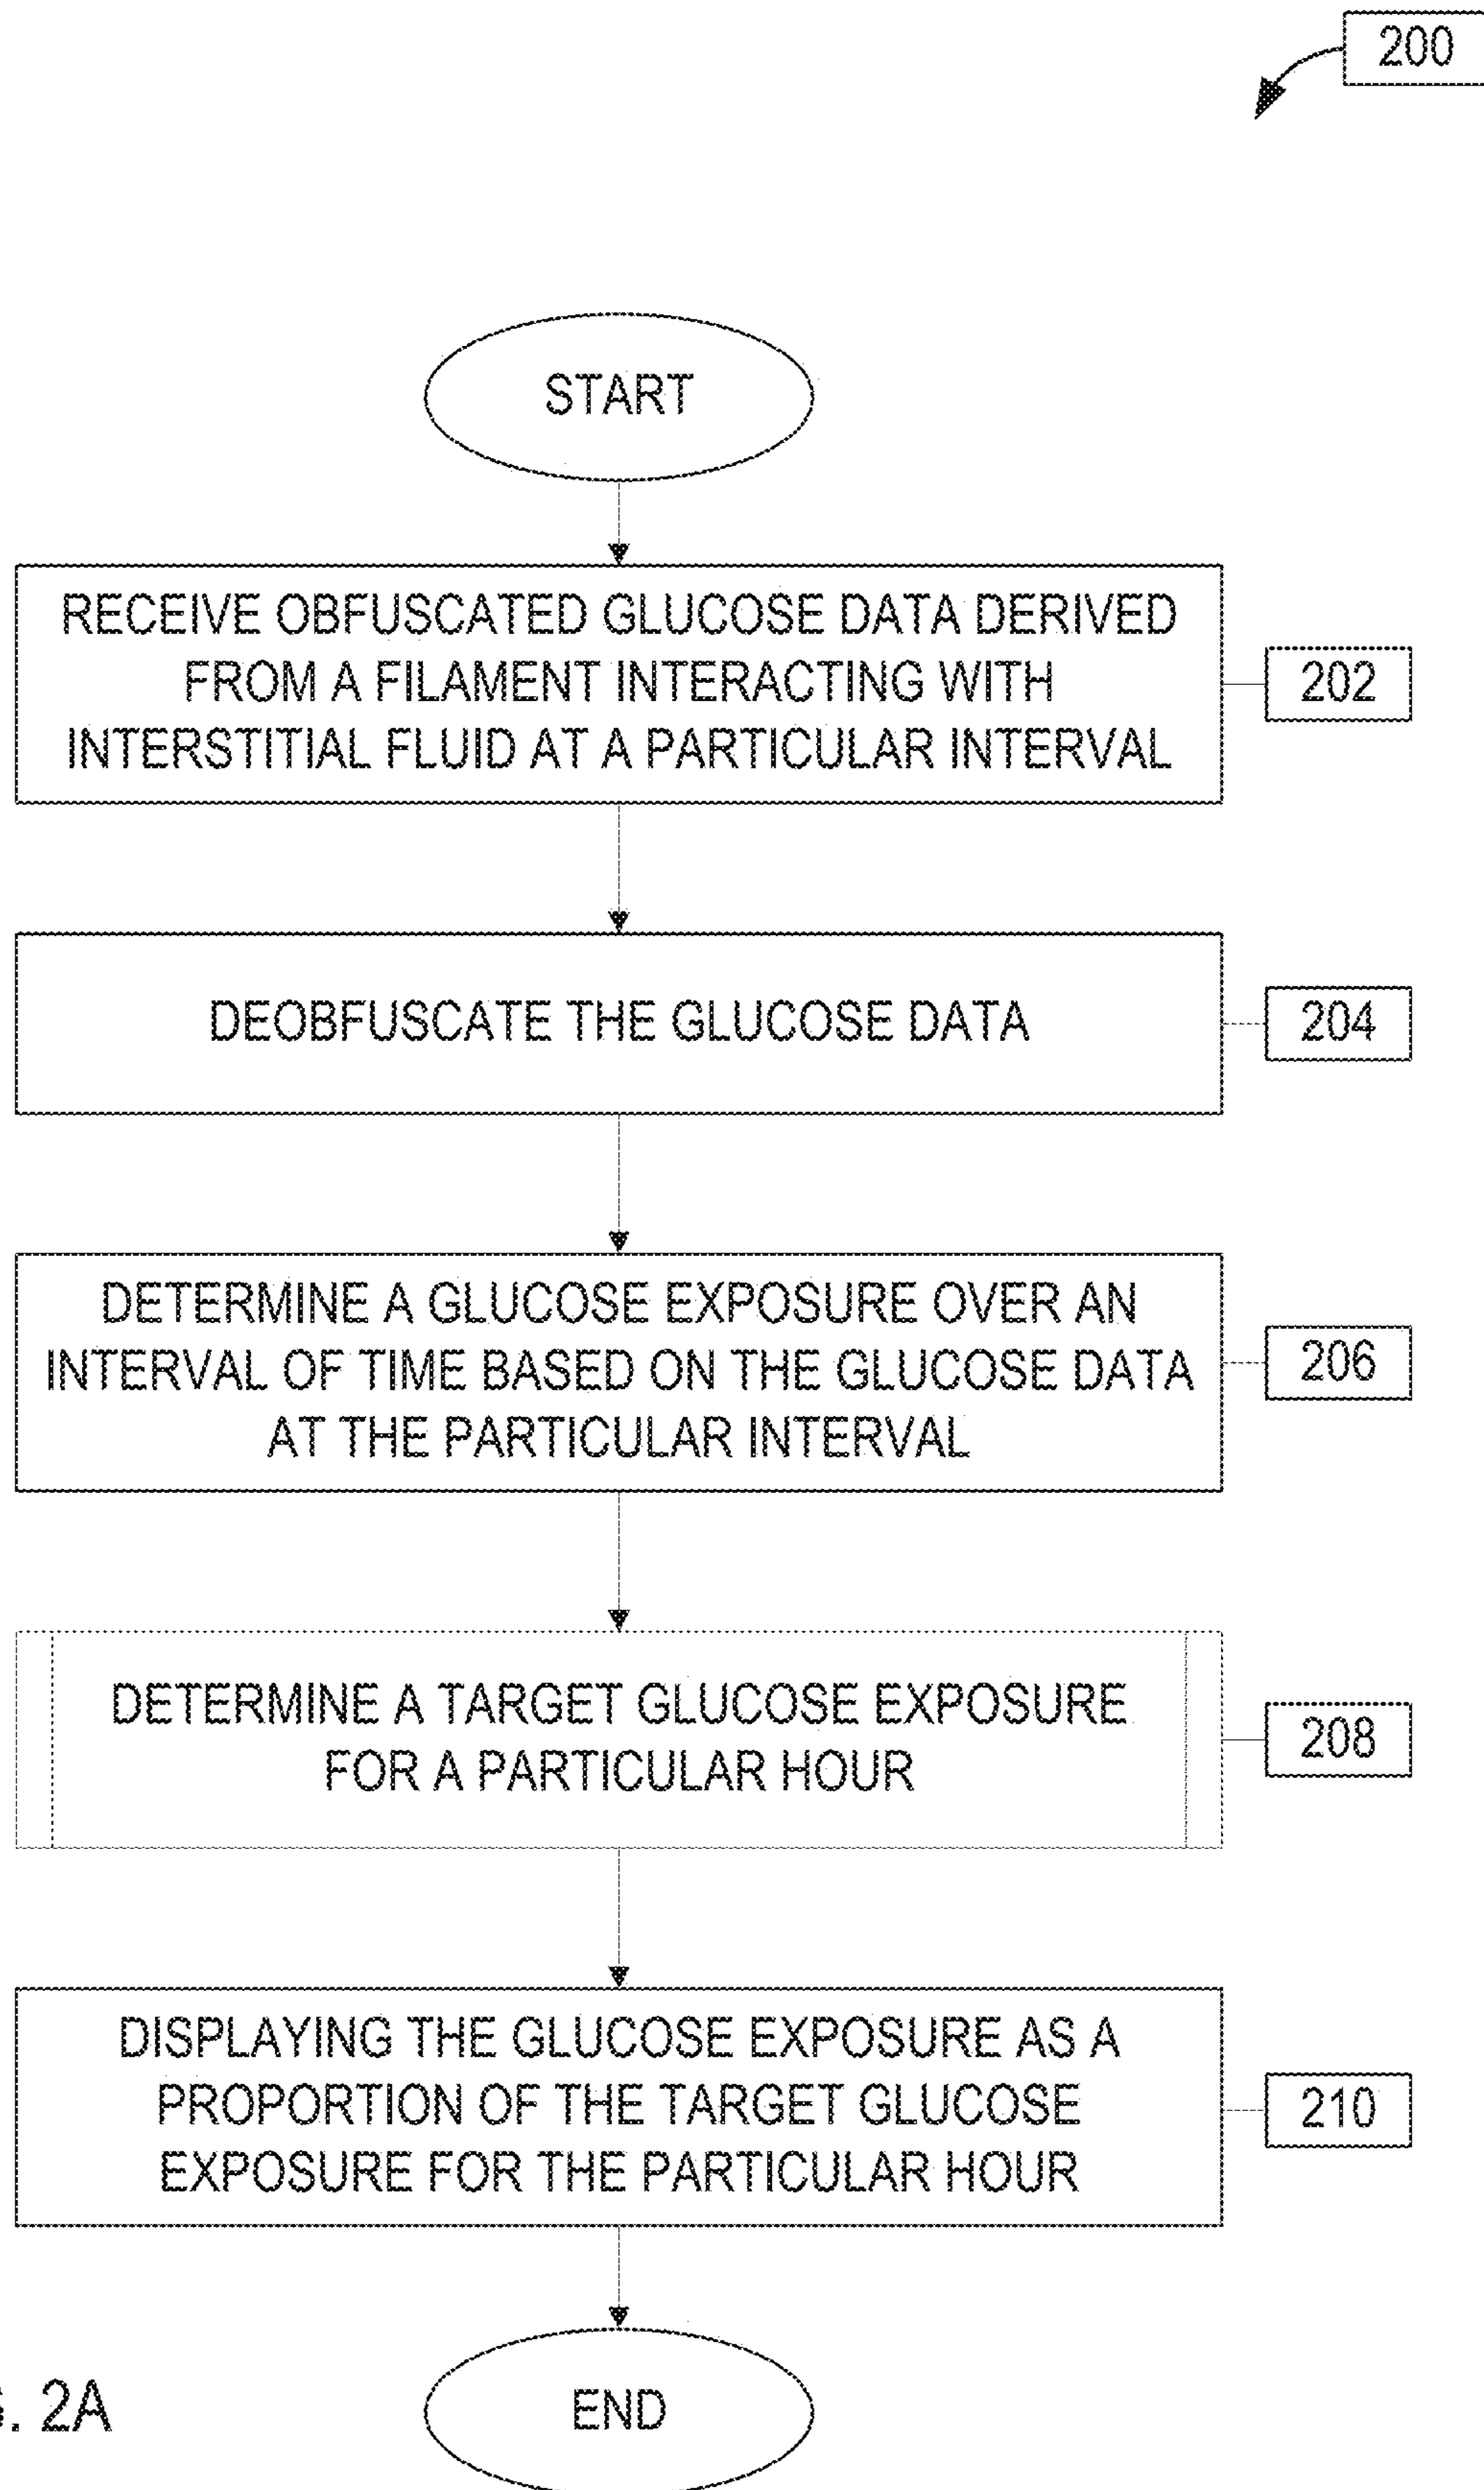 200
START
RECEIVE OBFUSCATED GLUCOSE DATA DERIVED
FROM A FILAMENT INTERACTING WITH
INTERSTITIAL FLUID AT A PARTICULAR INTERVAL
202
DEOBFUSCATE THE GLUCOSE DATA
204
DETERMINE A GLUCOSE EXPOSURE OVER AN
INTERVAL OF TIME BASED ON THE GLUCOSE DATA
AT THE PARTICULAR INTERVAL
206
DETERMINE A TARGET GLUCOSE EXPOSURE
FOR A PARTICULAR HOUR
208
DISPLAYING THE GLUCOSE EXPOSURE AS A
PROPORTION OF THE TARGET GLUCOSE
EXPOSURE FOR THE PARTICULAR HOUR
210
END
2A